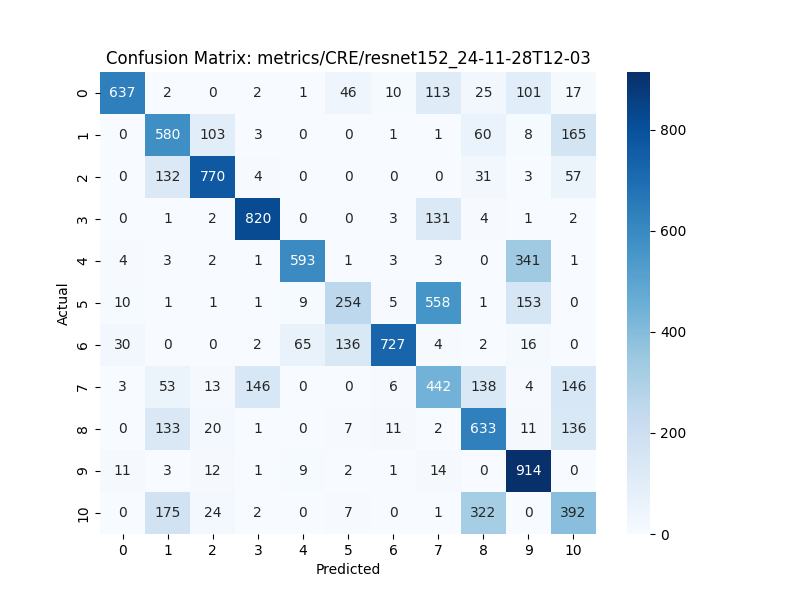 Confusion Matrix: metrics/CRE/resnet152_24-11-28T12-03
0 637 2 0 2 1 46 10 113 25 101 17
1 0 580 103 3 0 0 1 1 60 8 165
2 0 132 770 4 0 0 0 0 31 3 57
3 0 1 2 820 0 0 3 131 4 1 2
4 4 3 2 1 593 1 3 3 0 341 1
5 10 1 1 1 9 254 5 558 1 153 0
6 30 0 0 2 65 136 727 4 2 16 0
7 3 53 13 146 0 0 6 442 138 4 146
8 0 133 20 1 0 7 11 2 633 11 136
9 11 3 12 1 9 2 1 14 0 914 0
10 0 175 24 2 0 7 0 1 322 0 392
0 1 2 3 4 5 6 7 8 9 10
Predicted
Actual
800
600
400
200
0